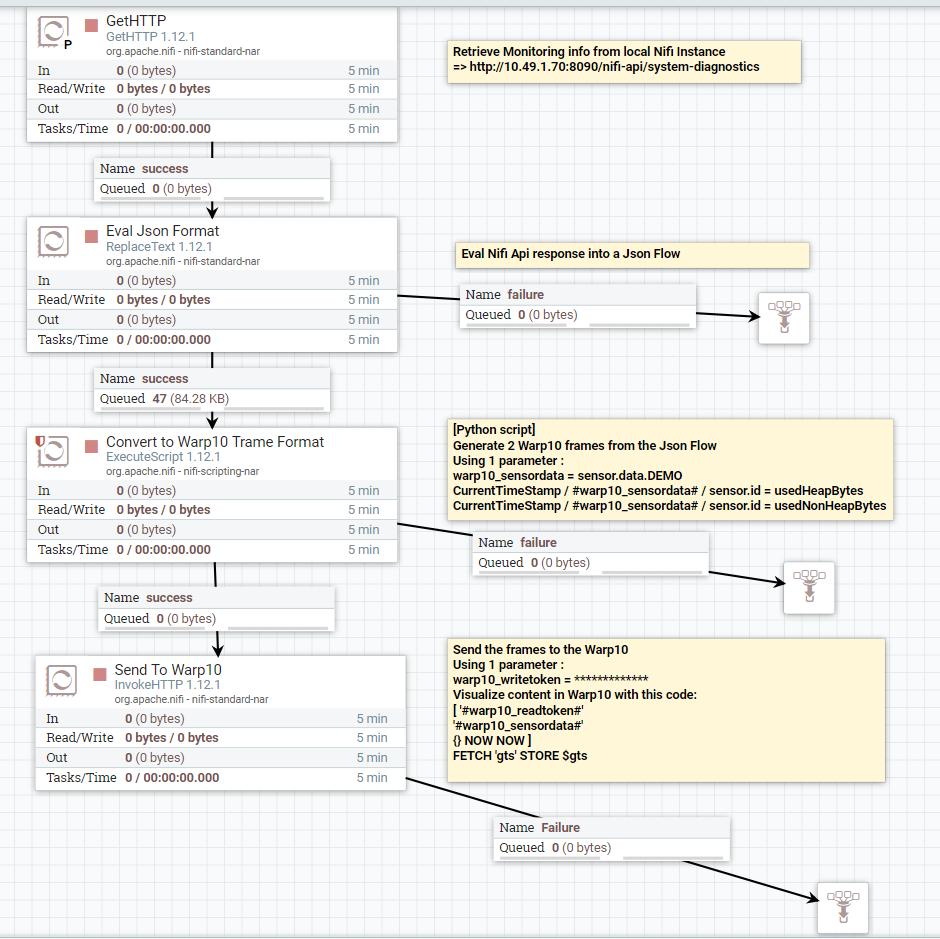 GetHTTP
P
GetHTTP 1.12.1
org.apache.nifi - nifi-standard-nar
In 0 (0 bytes) 5 min
Read/Write 0 bytes / 0 bytes 5 min
Out 0 (0 bytes) 5 min
Tasks/Time 0 / 00:00:00.000 5 min
Retrieve Monitoring info from local Nifi Instance
=> http://10.49.1.70:8090/nifi-api/system-diagnostics
Name success
Queued 0 (0 bytes)
Eval Json Format
ReplaceText 1.12.1
org.apache.nifi - nifi-standard-nar
In 0 (0 bytes) 5 min
Read/Write 0 bytes / 0 bytes 5 min
Out 0 (0 bytes) 5 min
Tasks/Time 0 / 00:00:00.000 5 min
Eval Nifi Api response into a Json Flow
Name failure
Queued 0 (0 bytes)
Name success
Queued 47 (84.28 KB)
Convert to Warp10 Trame Format
ExecuteScript 1.12.1
org.apache.nifi - nifi-scripting-nar
In 0 (0 bytes) 5 min
Read/Write 0 bytes / 0 bytes 5 min
Out 0 (0 bytes) 5 min
Tasks/Time 0 / 00:00:00.000 5 min
[Python script]
Generate 2 Warp10 frames from the Json Flow
Using 1 parameter :
warp10_sensordata = sensor.data.DEMO
CurrentTimeStamp / #warp10_sensordata# / sensor.id = usedHeapBytes
CurrentTimeStamp / #warp10_sensordata# / sensor.id = usedNonHeapBytes
Name failure
Queued 0 (0 bytes)
Name success
Queued 0 (0 bytes)
Send To Warp10
InvokeHTTP 1.12.1
org.apache.nifi - nifi-standard-nar
In 0 (0 bytes) 5 min
Read/Write 0 bytes / 0 bytes 5 min
Out 0 (0 bytes) 5 min
Tasks/Time 0 / 00:00:00.000 5 min
Send the frames to the Warp10
Using 1 parameter :
warp10_writetoken = *************
Visualize content in Warp10 with this code:
[ '#warp10_readtoken#'
'#warp10_sensordata#'
{} NOW NOW ]
FETCH 'gts' STORE $gts
Name Failure
Queued 0 (0 bytes)